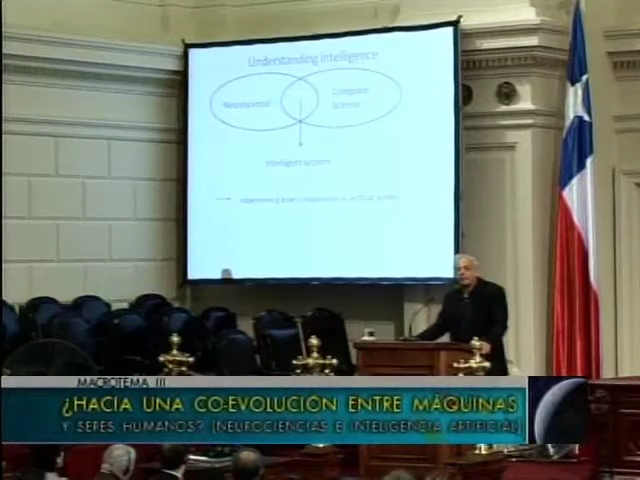 Understanding intelligence
Neuroscience
Computer
Science
Intelligent systems
MACROTEMA III
¿HACIA UNA CO-EVOLUCIÓN ENTRE MÁQUINAS
Y SERES HUMANOS? (NEUROCIENCIAS E INTELIGENCIA ARTIFICIAL)